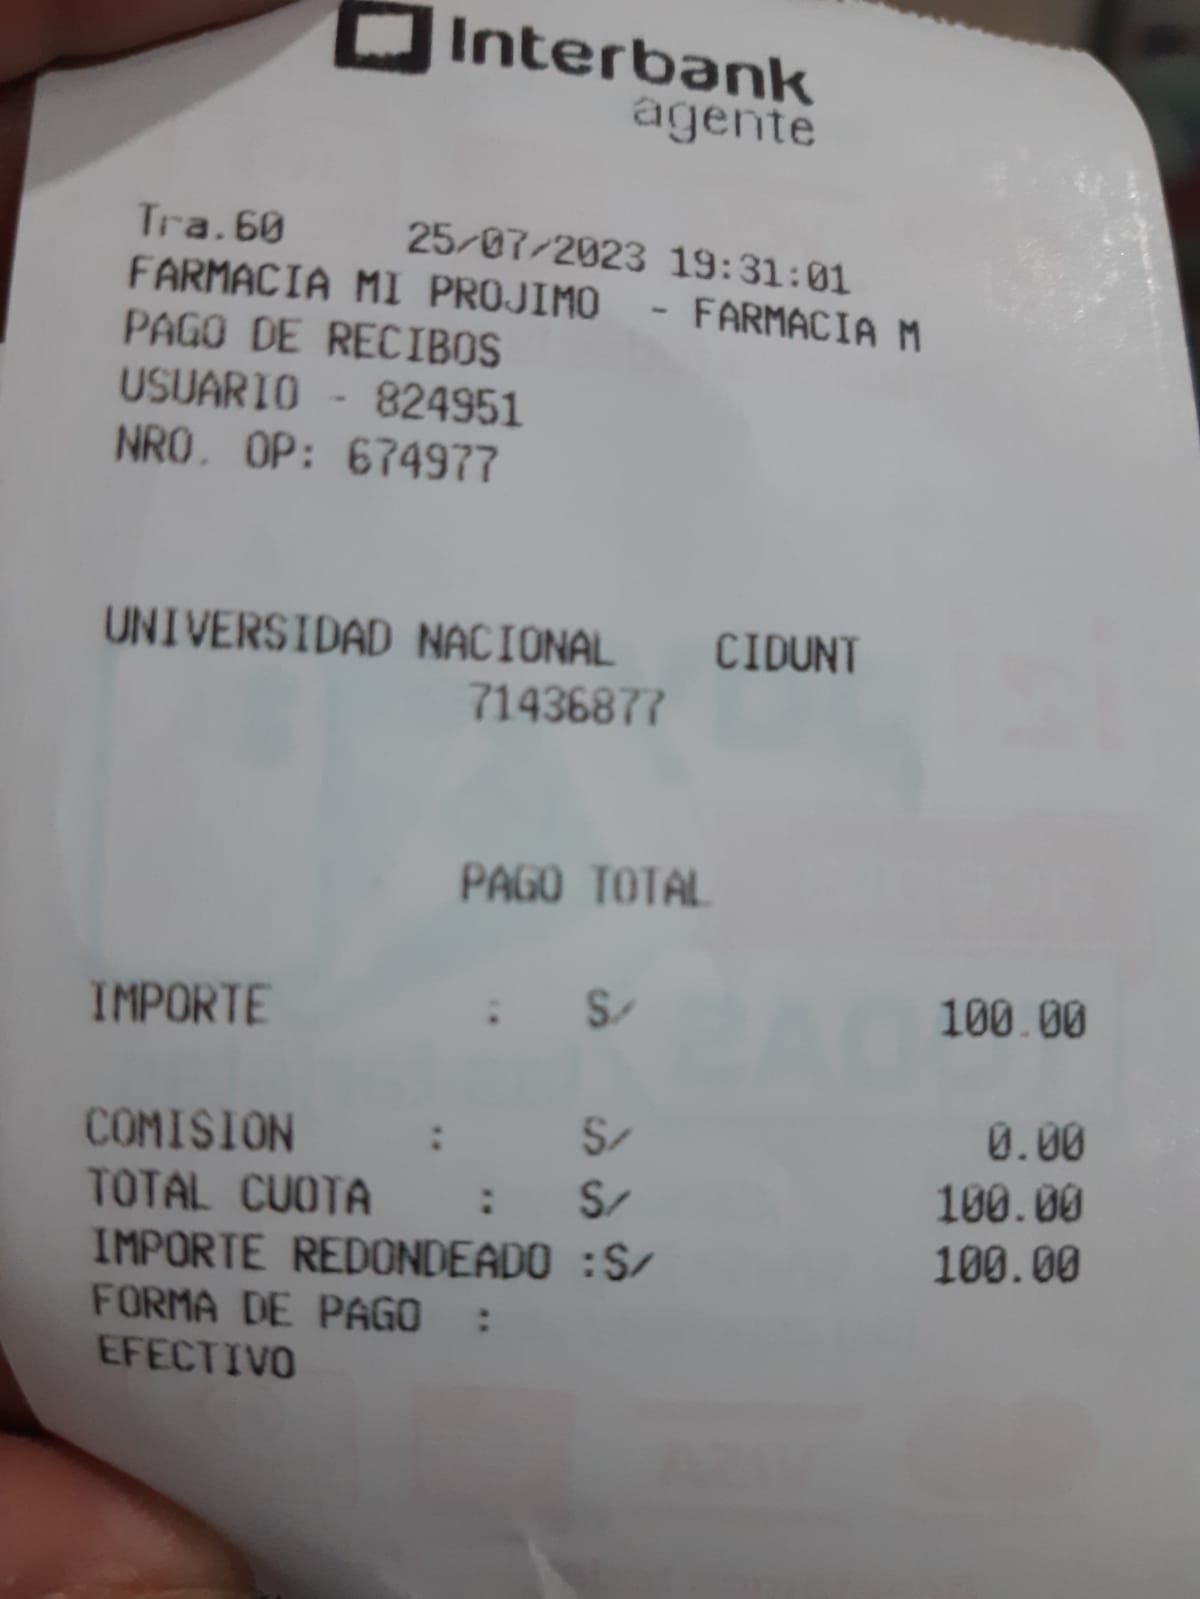 Interbank
agente
Tra.60 25/07/2023 19:31:01
FARMACIA MI PROJIMO - FARMACIA M
PAGO DE RECIBOS
USUARIO - 824951
NRO. OP: 674977
UNIVERSIDAD NACIONAL CIDUNT
71436877
PAGO TOTAL
IMPORTE : S/ 100.00
COMISION : S/ 0.00
TOTAL CUOTA : S/ 100.00
IMPORTE REDONDEADO :S/ 100.00
FORMA DE PAGO :
EFECTIVO